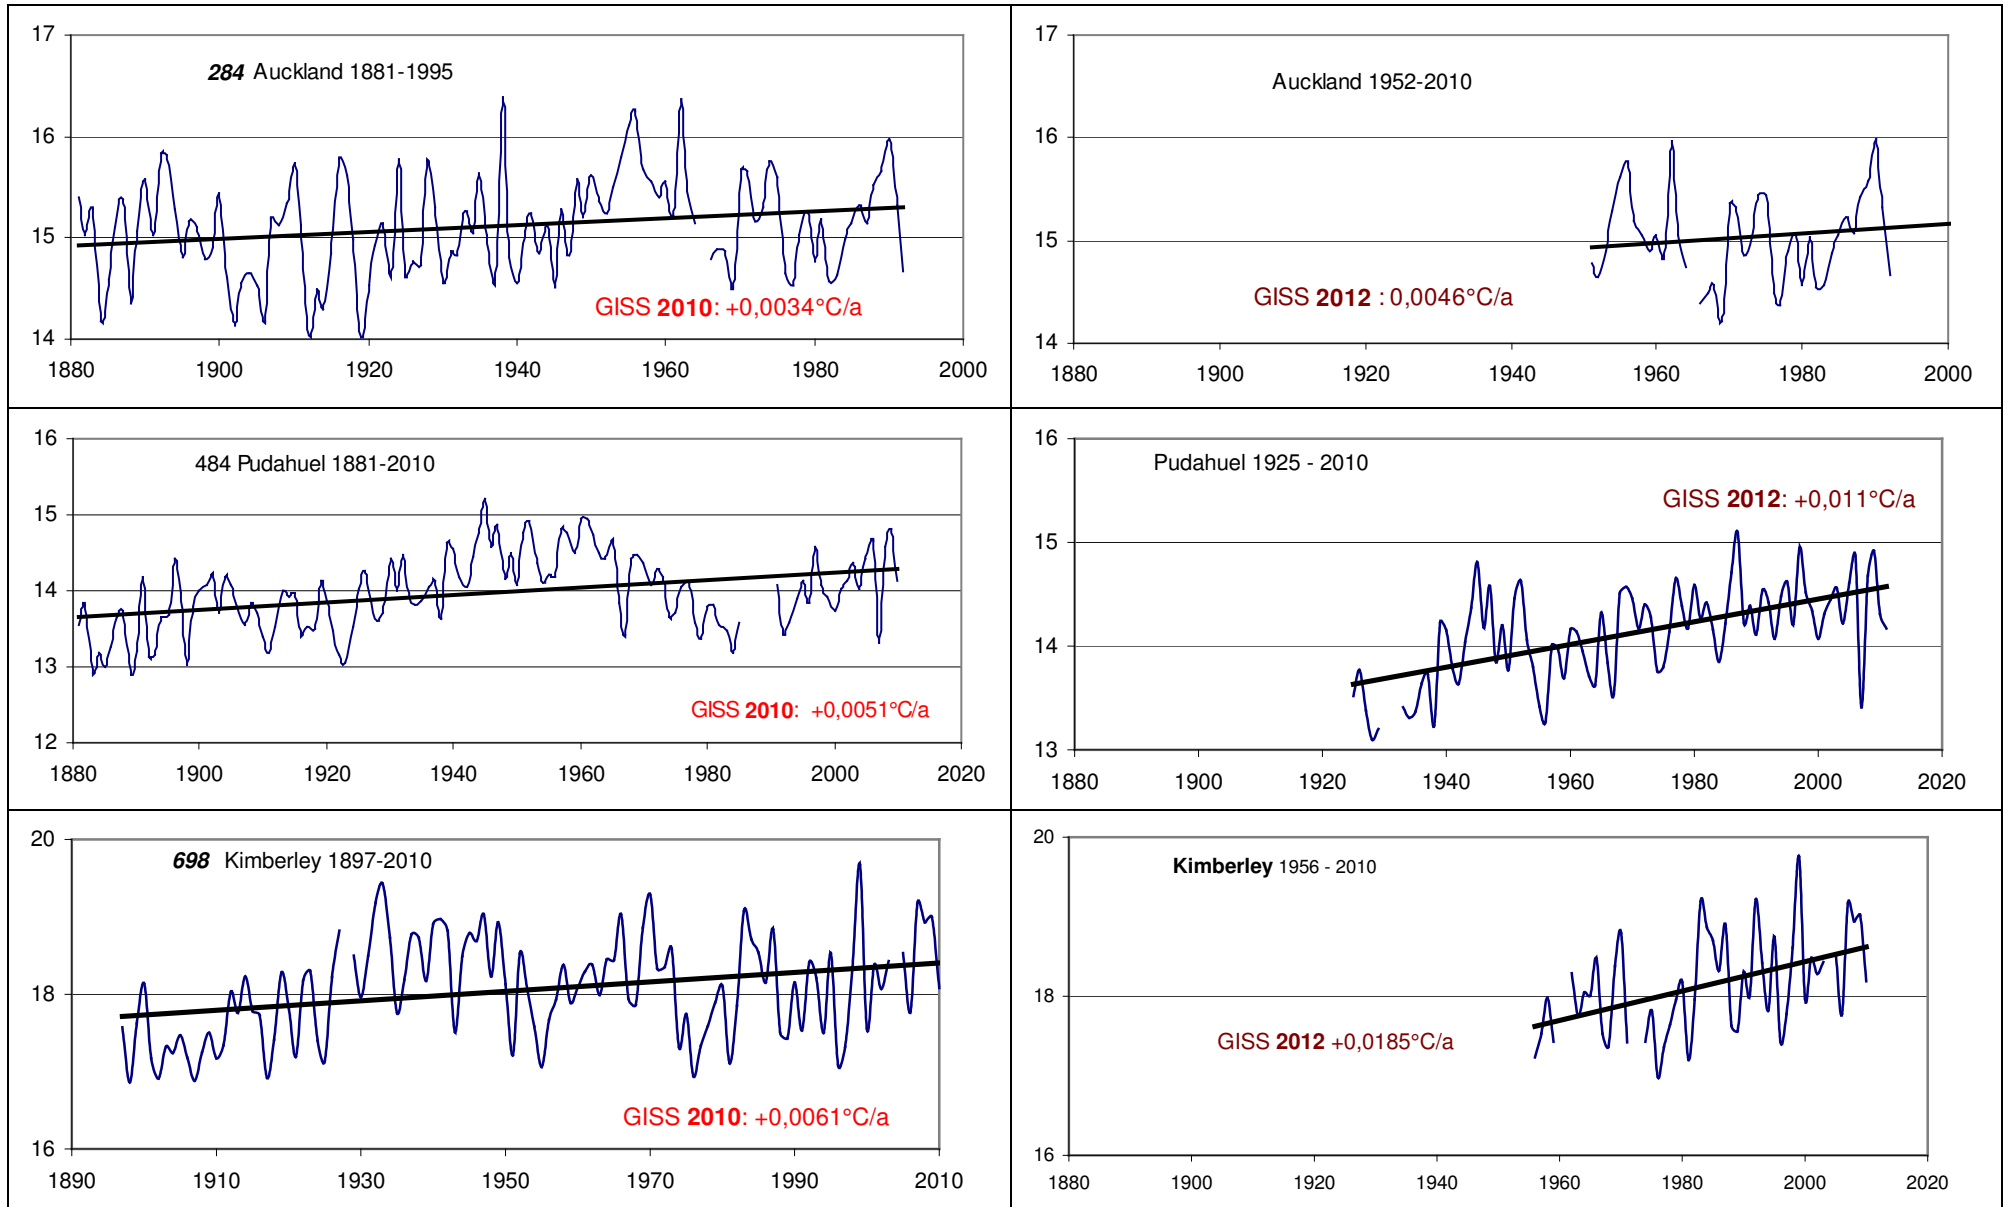 17
16
15
14
1880 1900 1920 1940 1960 1980 2000
284 Auckland 1881-1995
GISS 2010: +0,0034°C/a
17
16
15
14
1880 1900 1920 1940 1960 1980 2000
Auckland 1952-2010
GISS 2012 : 0,0046°C/a
16
15
14
13
12
1880 1900 1920 1940 1960 1980 2000 2020
484 Pudahuel 1881-2010
GISS 2010: +0,0051°C/a
16
15
14
13
1880 1900 1920 1940 1960 1980 2000 2020
Pudahuel 1925 - 2010
GISS 2012: +0,011°C/a
20
18
16
1890 1910 1930 1950 1970 1990 2010
698 Kimberley 1897-2010
GISS 2010: +0,0061°C/a
20
18
16
1880 1900 1920 1940 1960 1980 2000 2020
Kimberley 1956 - 2010
GISS 2012 +0,0185°C/a